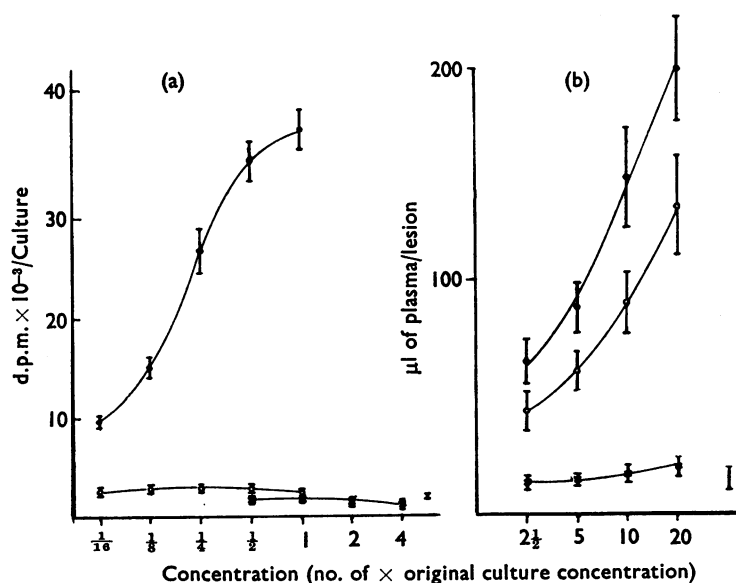 (a)
40
30
20
10
d.p.m. × 10⁻³/Culture
1/16 1/8 1/4 1/2 1 2 4
(b)
200
100
µl of plasma/lesion
2½ 5 10 20
Concentration (no. of × original culture concentration)